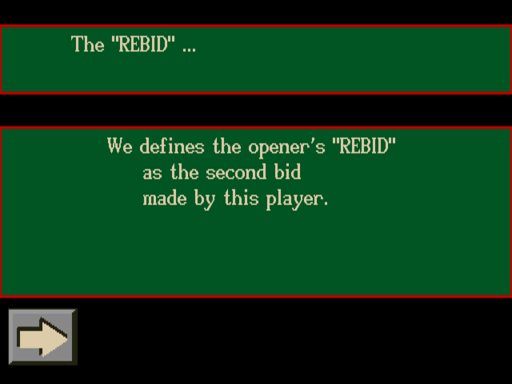 The "REBID" ...
We defines the opener's "REBID"
as the second bid
made by this player.